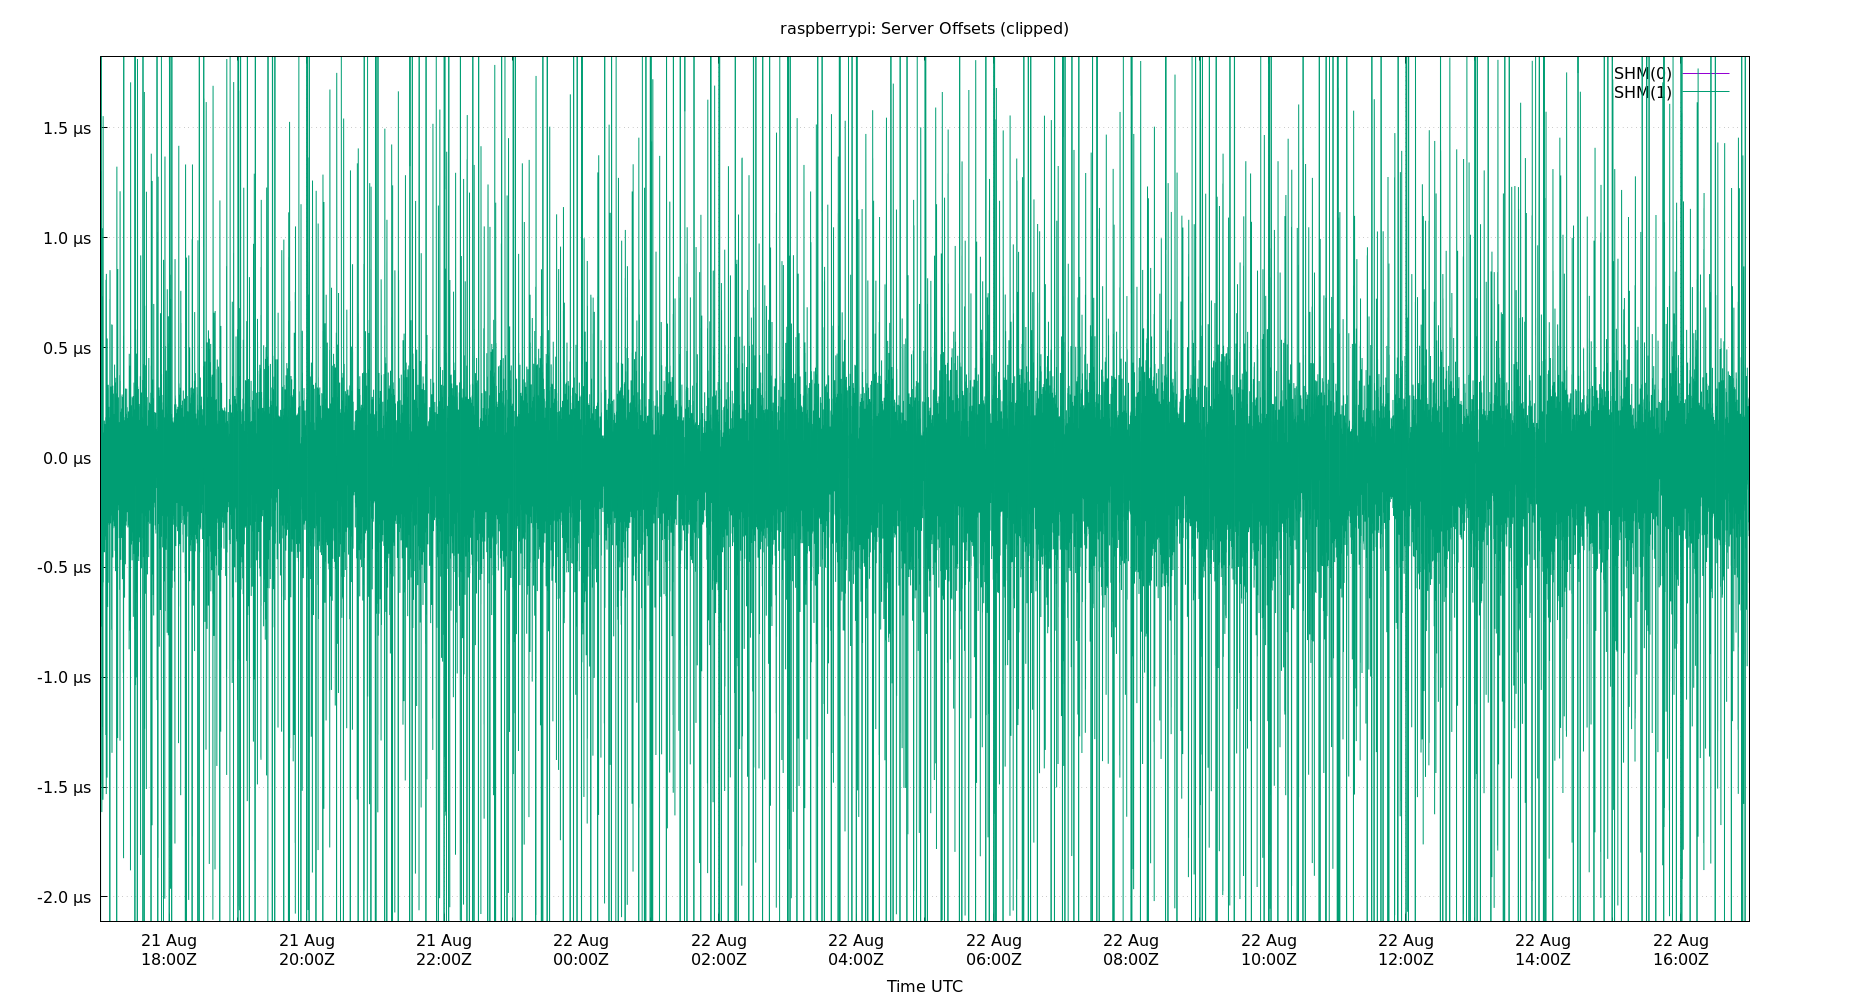 raspberrypi: Server Offsets (clipped)
SHM(0)
SHM(1)
1.5 µs
1.0 µs
0.5 µs
0.0 µs
-0.5 µs
-1.0 µs
-1.5 µs
-2.0 µs
21 Aug 21 Aug 21 Aug 22 Aug 22 Aug 22 Aug 22 Aug 22 Aug 22 Aug 22 Aug 22 Aug 22 Aug
18:00Z 20:00Z 22:00Z 00:00Z 02:00Z 04:00Z 06:00Z 08:00Z 10:00Z 12:00Z 14:00Z 16:00Z
Time UTC